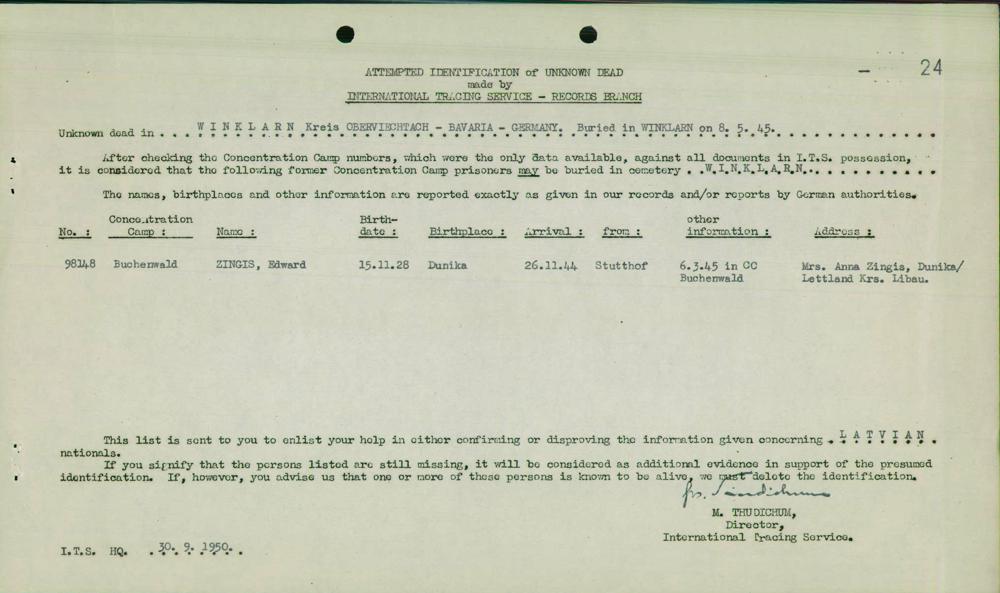 24
ATTEMPTED IDENTIFICATION of UNKNOWN DEAD
made by
INTERNATIONAL TRACING SERVICE - RECORDS BRANCH
Unknown dead in . . . W I N K L A R N Kreis OBERVIECHTACH - BAVARIA - GERMANY. Buried in WINKLARN on 8. 5. 45.
After checking the Concentration Camp numbers, which were the only data available, against all documents in I.T.S. possession,
it is considered that the following former Concentration Camp prisoners may be buried in cemetery . .W.I.N.K.L.A.R.N. . . . . . . . . . .
The names, birthplaces and other information are reported exactly as given in our records and/or reports by German authorities.
No. : Concentration Camp : Name : Birth-date : Birthplace : Arrival : from : other information : Address :
98148 Buchenwald ZINGIS, Edward 15.11.28 Dunika 26.11.44 Stutthof 6.3.45 in CC Mrs. Anna Zingis, Dunika/
Buchenwald Lettland Krs. Libau.
This list is sent to you to enlist your help in either confirming or disproving the information given concerning . L A T V I A N .
nationals.
If you signify that the persons listed are still missing, it will be considered as additional evidence in support of the presumed
identification. If, however, you advise us that one or more of these persons is known to be alive, we must delete the identification.
M. THUDICHUM,
Director,
International Tracing Service.
I.T.S. HQ. . 30. 9. 1950. .